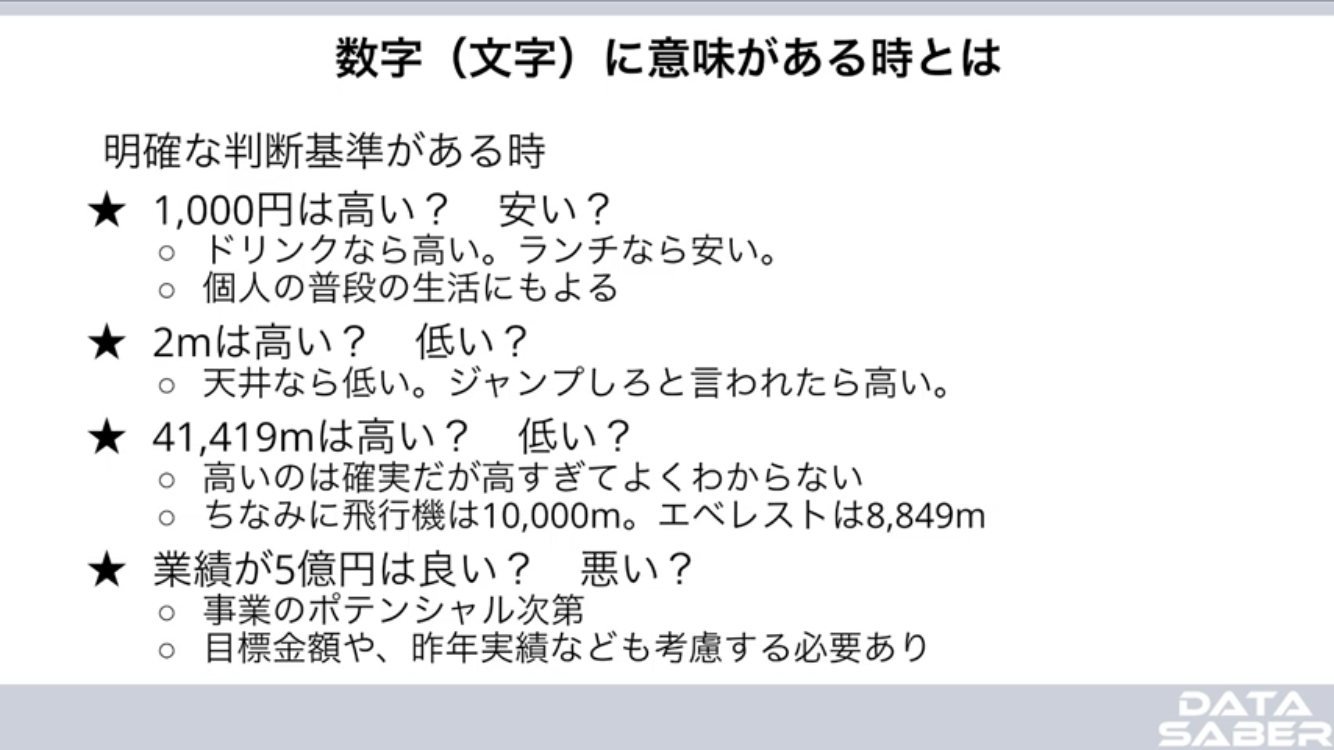 数字（文字）に意味がある時とは
明確な判断基準がある時
★ 1,000円は高い？　安い？
○ ドリンクなら高い。ランチなら安い。
○ 個人の普段の生活にもよる
★ 2mは高い？　低い？
○ 天井なら低い。ジャンプしろと言われたら高い。
★ 41,419mは高い？　低い？
○ 高いのは確実だが高すぎてよくわからない
○ ちなみに飛行機は10,000m。エベレストは8,849m
★ 業績が5億円は良い？　悪い？
○ 事業のポテンシャル次第
○ 目標金額や、昨年実績なども考慮する必要あり
DATA
SABER